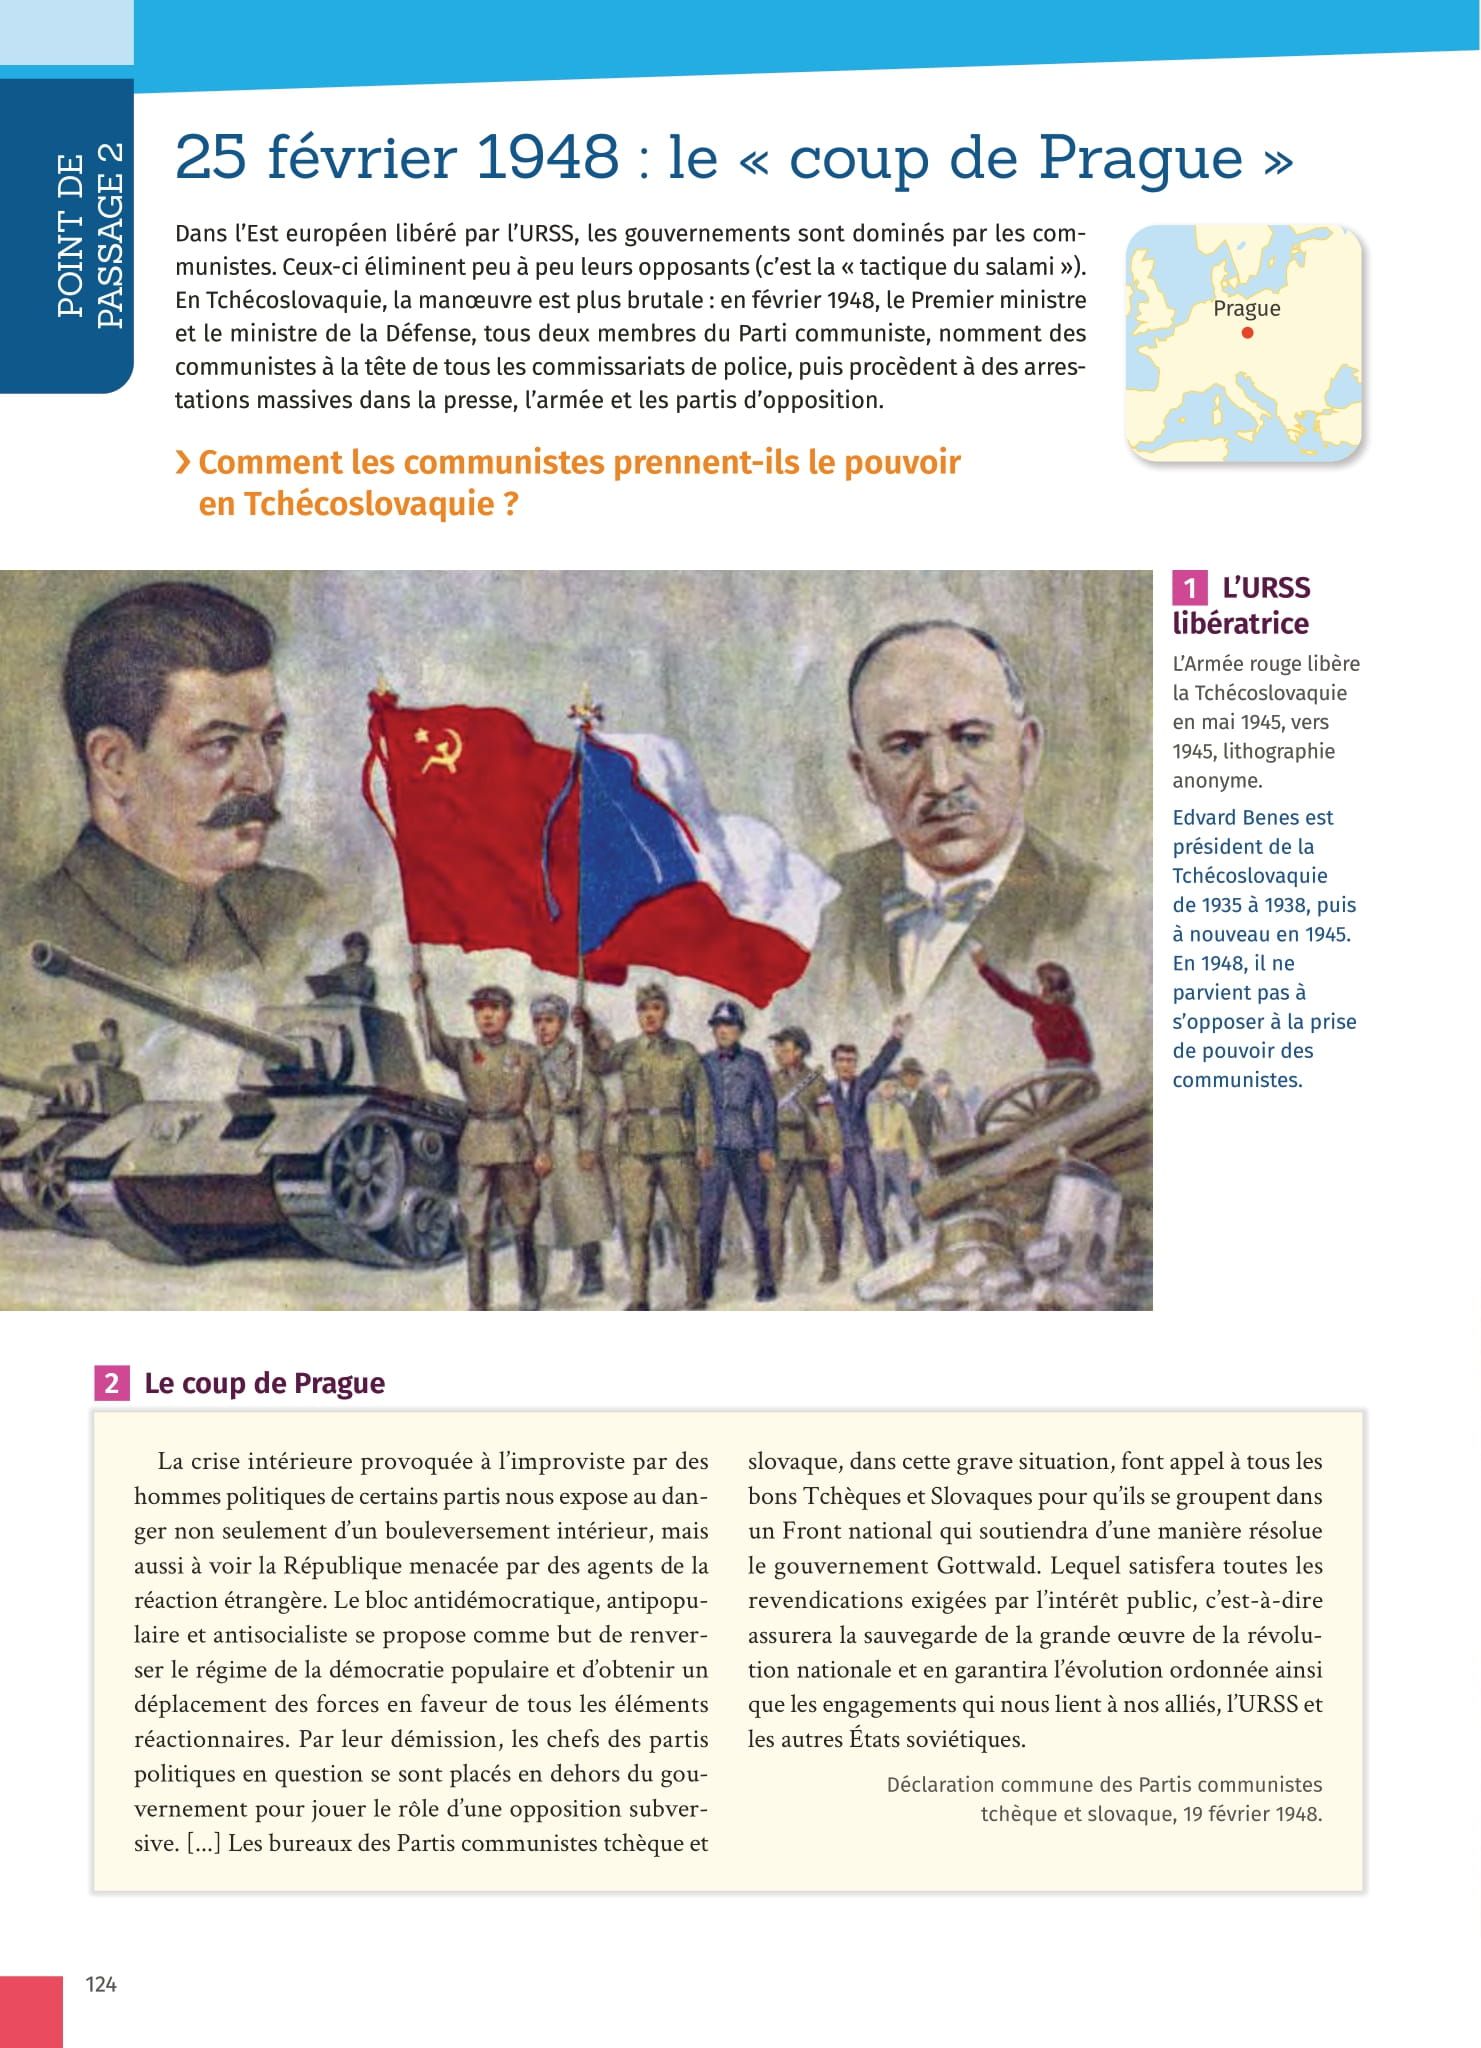 POINT DE
PASSAGE 2
25 février 1948 : le « coup de Prague »
Dans l’Est européen libéré par l’URSS, les gouvernements sont dominés par les com-
munistes. Ceux-ci éliminent peu à peu leurs opposants (c’est la « tactique du salami »).
En Tchécoslovaquie, la manœuvre est plus brutale : en février 1948, le Premier ministre
et le ministre de la Défense, tous deux membres du Parti communiste, nomment des
communistes à la tête de tous les commissariats de police, puis procèdent à des arres-
tations massives dans la presse, l’armée et les partis d’opposition.
Prague
› Comment les communistes prennent-ils le pouvoir
en Tchécoslovaquie ?
1 L’URSS
libératrice
L’Armée rouge libère
la Tchécoslovaquie
en mai 1945, vers
1945, lithographie
anonyme.
Edvard Benes est
président de la
Tchécoslovaquie
de 1935 à 1938, puis
à nouveau en 1945.
En 1948, il ne
parvient pas à
s’opposer à la prise
de pouvoir des
communistes.
2 Le coup de Prague
La crise intérieure provoquée à l’improviste par des
hommes politiques de certains partis nous expose au dan-
ger non seulement d’un bouleversement intérieur, mais
aussi à voir la République menacée par des agents de la
réaction étrangère. Le bloc antidémocratique, antipopu-
laire et antisocialiste se propose comme but de renver-
ser le régime de la démocratie populaire et d’obtenir un
déplacement des forces en faveur de tous les éléments
réactionnaires. Par leur démission, les chefs des partis
politiques en question se sont placés en dehors du gou-
vernement pour jouer le rôle d’une opposition subver-
sive. [...] Les bureaux des Partis communistes tchèque et
slovaque, dans cette grave situation, font appel à tous les
bons Tchèques et Slovaques pour qu’ils se groupent dans
un Front national qui soutiendra d’une manière résolue
le gouvernement Gottwald. Lequel satisfera toutes les
revendications exigées par l’intérêt public, c’est-à-dire
assurera la sauvegarde de la grande œuvre de la révolu-
tion nationale et en garantira l’évolution ordonnée ainsi
que les engagements qui nous lient à nos alliés, l’URSS et
les autres États soviétiques.
Déclaration commune des Partis communistes
tchèque et slovaque, 19 février 1948.
124